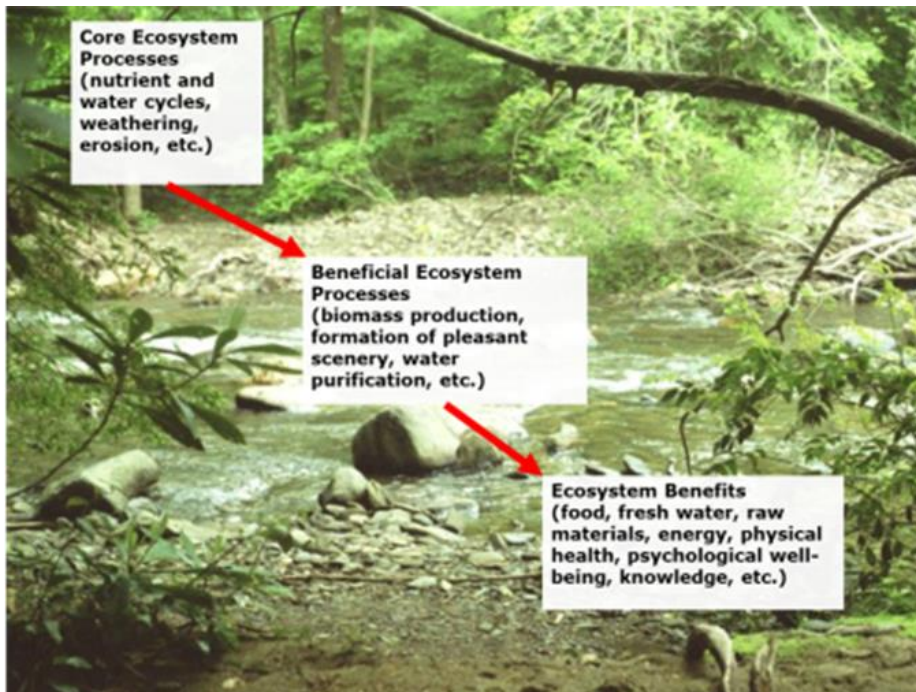 Core Ecosystem
Processes
(nutrient and
water cycles,
weathering,
erosion, etc.)
Beneficial Ecosystem
Processes
(biomass production,
formation of pleasant
scenery, water
purification, etc.)
Ecosystem Benefits
(food, fresh water, raw
materials, energy, physical
health, psychological well-
being, knowledge, etc.)